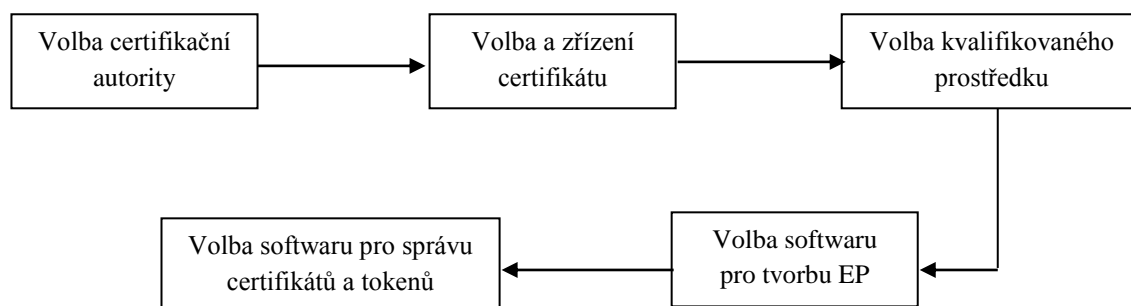 Volba certifikační
autority
Volba a zřízení
certifikátu
Volba kvalifikovaného
prostředku
Volba softwaru
pro tvorbu EP
Volba softwaru pro správu
certifikátů a tokenů